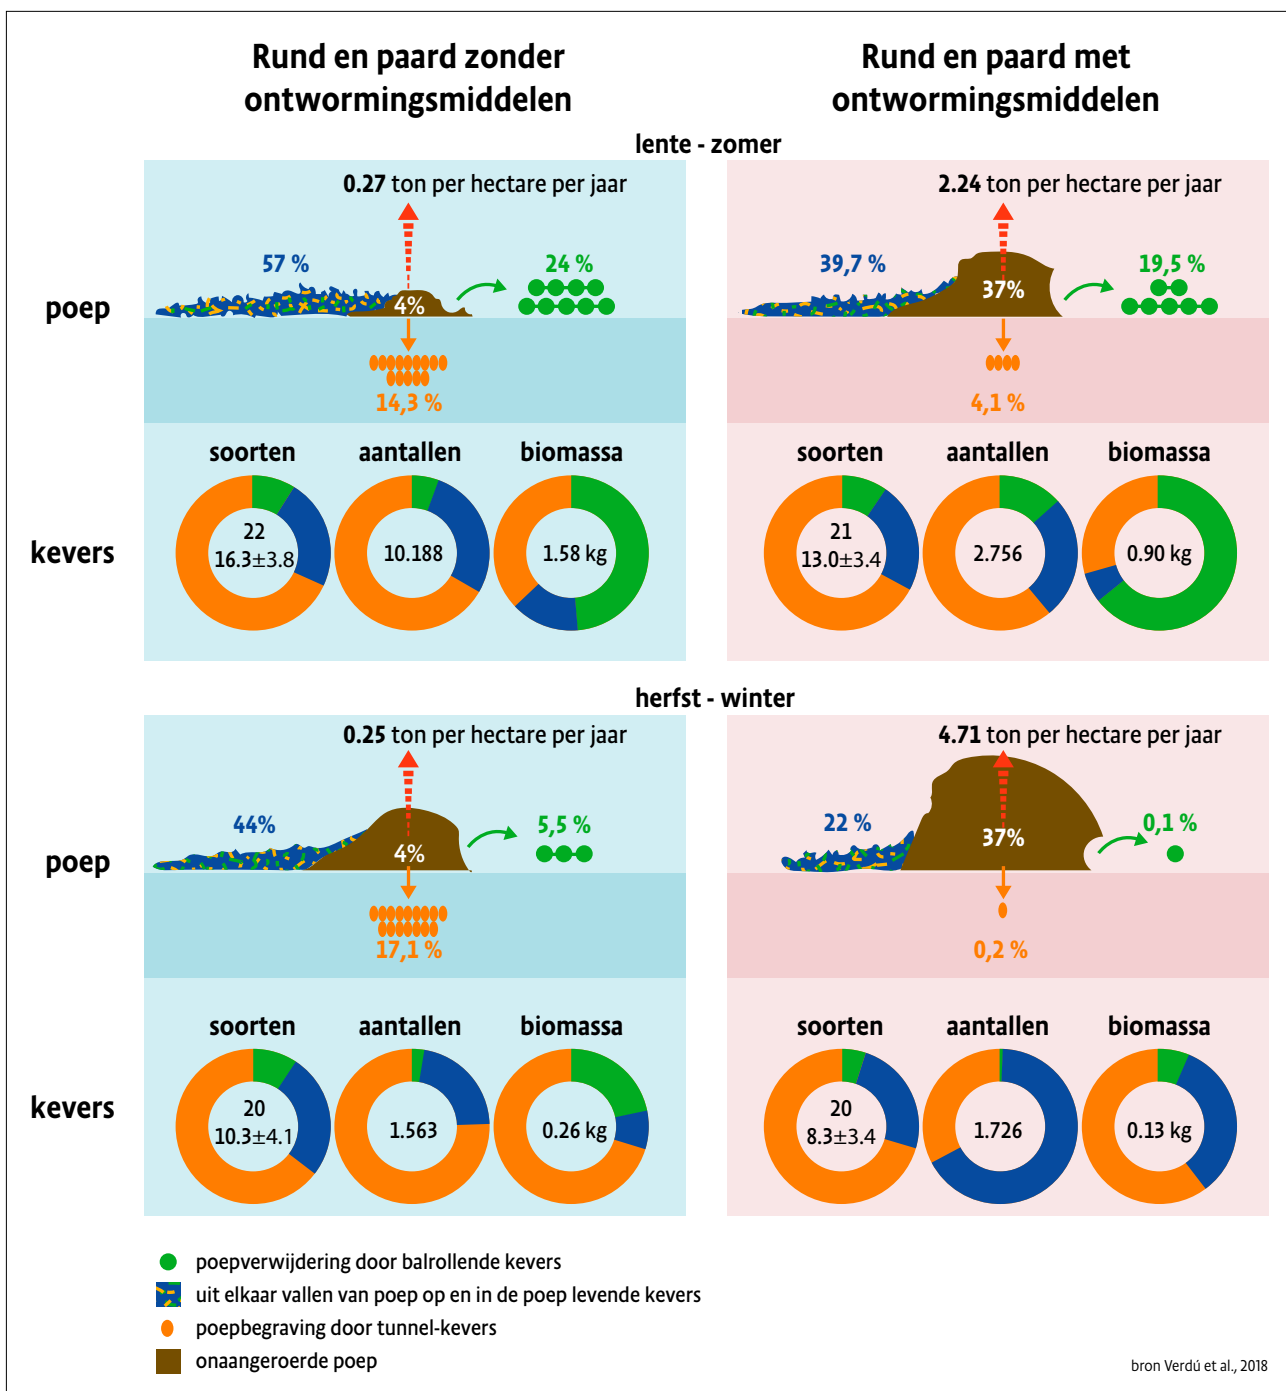 Rund en paard zonder
ontwormingsmiddelen
Rund en paard met
ontwormingsmiddelen
lente - zomer
0.27 ton per hectare per jaar
2.24 ton per hectare per jaar
57 %
24 %
39,7 %
19,5 %
poep
4%
37%
14,3 %
4,1 %
soorten
aantallen
biomassa
soorten
aantallen
biomassa
kevers
22
16.3±3.8
10.188
1.58 kg
21
13.0±3.4
2.756
0.90 kg
herfst - winter
0.25 ton per hectare per jaar
4.71 ton per hectare per jaar
44%
5,5 %
22 %
0,1 %
poep
4%
37%
17,1 %
0,2 %
soorten
aantallen
biomassa
soorten
aantallen
biomassa
kevers
20
10.3±4.1
1.563
0.26 kg
20
8.3±3.4
1.726
0.13 kg
poepverwijdering door balrollende kevers
uit elkaar vallen van poep op en in de poep levende kevers
poepbegraving door tunnel-kevers
onaangeroerde poep
bron Verdú et al., 2018